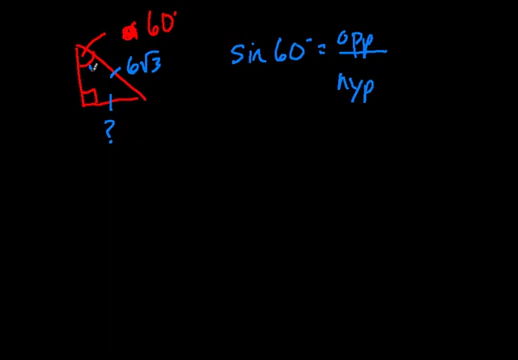 60°
6√3
?
sin 60° = opp
hyp